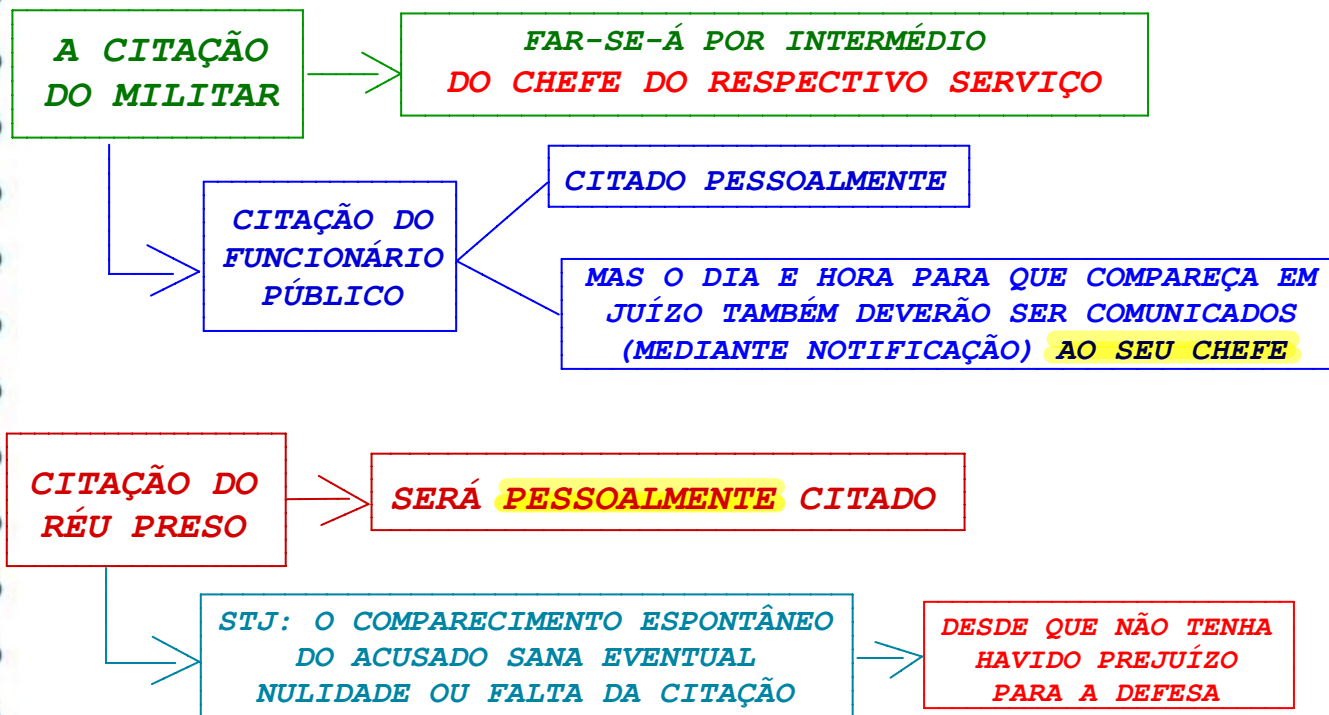 A CITAÇÃO
DO MILITAR
FAR-SE-Á POR INTERMÉDIO
DO CHEFE DO RESPECTIVO SERVIÇO
CITAÇÃO DO
FUNCIONÁRIO
PÚBLICO
CITADO PESSOALMENTE
MAS O DIA E HORA PARA QUE COMPAREÇA EM
JUÍZO TAMBÉM DEVERÃO SER COMUNICADOS
(MEDIANTE NOTIFICAÇÃO) AO SEU CHEFE
CITAÇÃO DO
RÉU PRESO
SERÁ PESSOALMENTE CITADO
STJ: O COMPARECIMENTO ESPONTÂNEO
DO ACUSADO SANA EVENTUAL
NULIDADE OU FALTA DA CITAÇÃO
DESDE QUE NÃO TENHA
HAVIDO PREJUÍZO
PARA A DEFESA